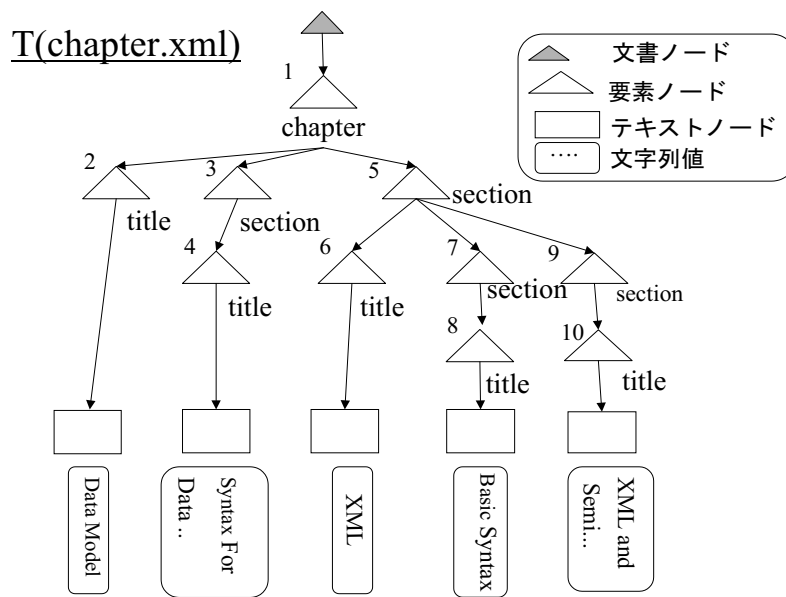 T(chapter.xml)
文書ノード
要素ノード
テキストノード
‥‥
文字列値
1
chapter
2
title
3
section
5
section
4
title
6
title
7
section
9
section
8
title
10
title
Data Model
Syntax For
Data ..
XML
Basic Syntax
XML and
Semi...